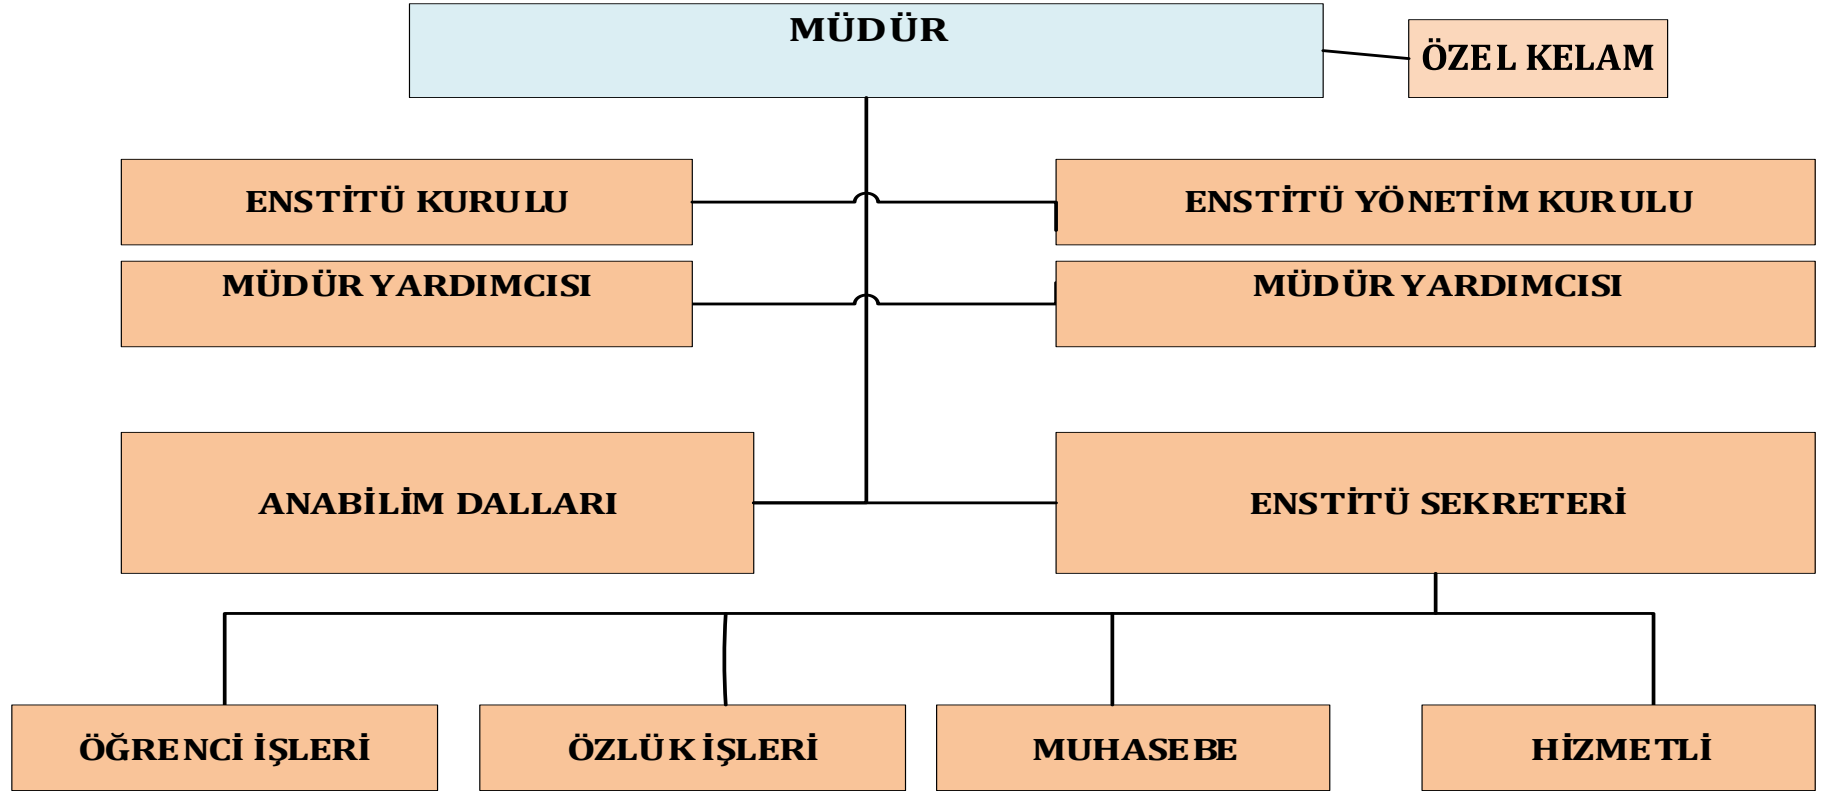 MÜDÜR
ÖZEL KELAM
ENSTİTÜ KURULU
ENSTİTÜ YÖNETİM KURULU
MÜDÜR YARDIMCISI
MÜDÜR YARDIMCISI
ANABİLİM DALLARI
ENSTİTÜ SEKRETERİ
ÖĞRENCİ İŞLERİ
ÖZLÜK İŞLERİ
MUHASEBE
HİZMETLİ